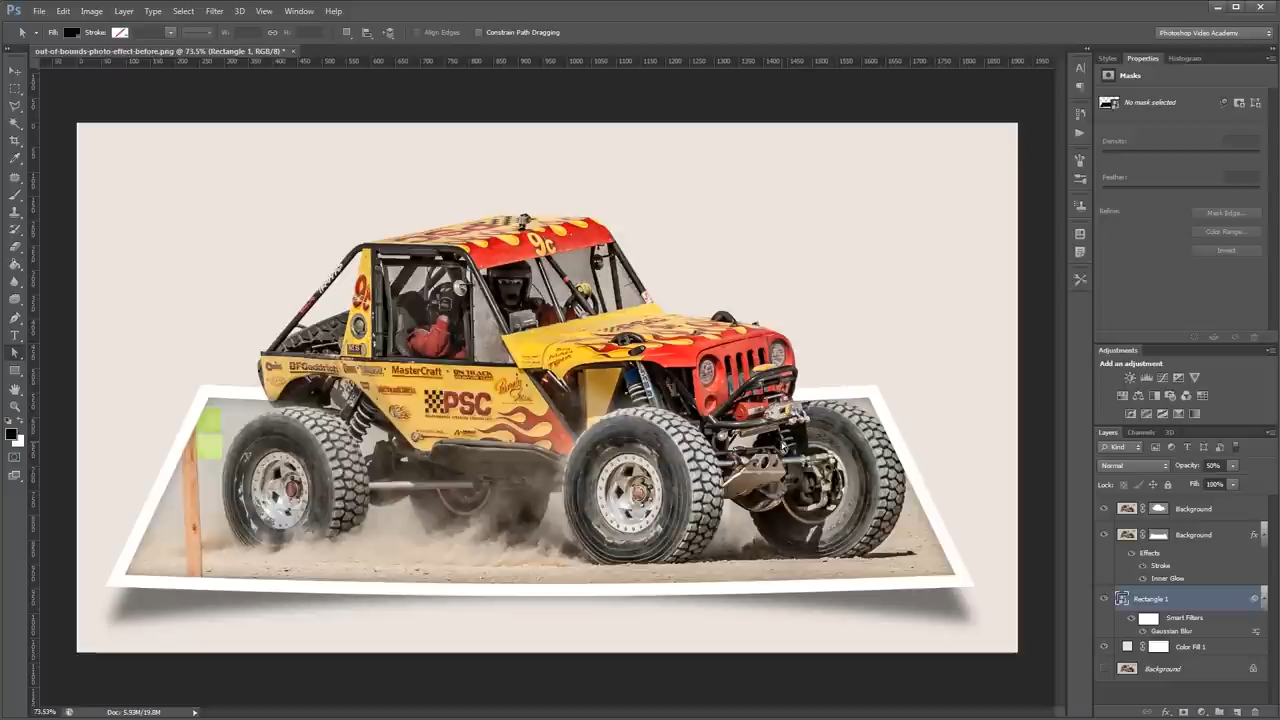 Ps File Edit Image Layer Type Select Filter 3D View Window Help
Fill: Stroke: W: H: Align Edges Constrain Path Dragging Photoshop Video Academy
out-of-bounds-photo-effect-before.png @ 73.5% (Rectangle 1, RGB/8) * ×
Styles Properties Histogram
Masks
No mask selected
Density:
Feather:
Refine:
Mask Edge...
Color Range...
Invert
9c
MasterCraft
ON TRACK
BFGoodrich
PSC
Adjustments
Add an adjustment
Layers Channels 3D
Kind
Normal Opacity: 50%
Lock: Fill: 100%
Background
Background fx
Effects
Stroke
Inner Glow
Rectangle 1
Smart Filters
Gaussian Blur
Color Fill 1
Background
73.53% Doc: 5.93M/19.8M